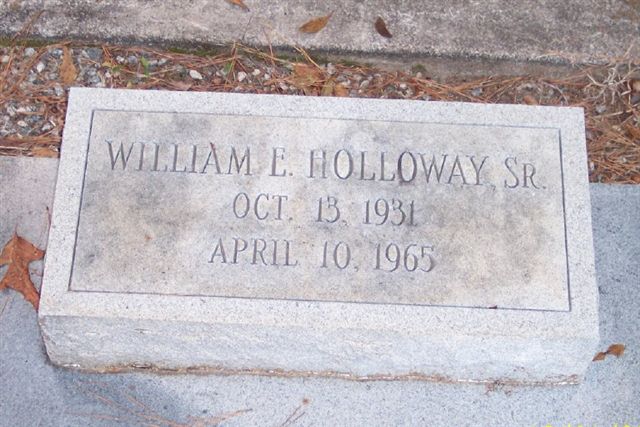 WILLIAM E. HOLLOWAY, SR.
OCT. 13, 1931
APRIL 10, 1965